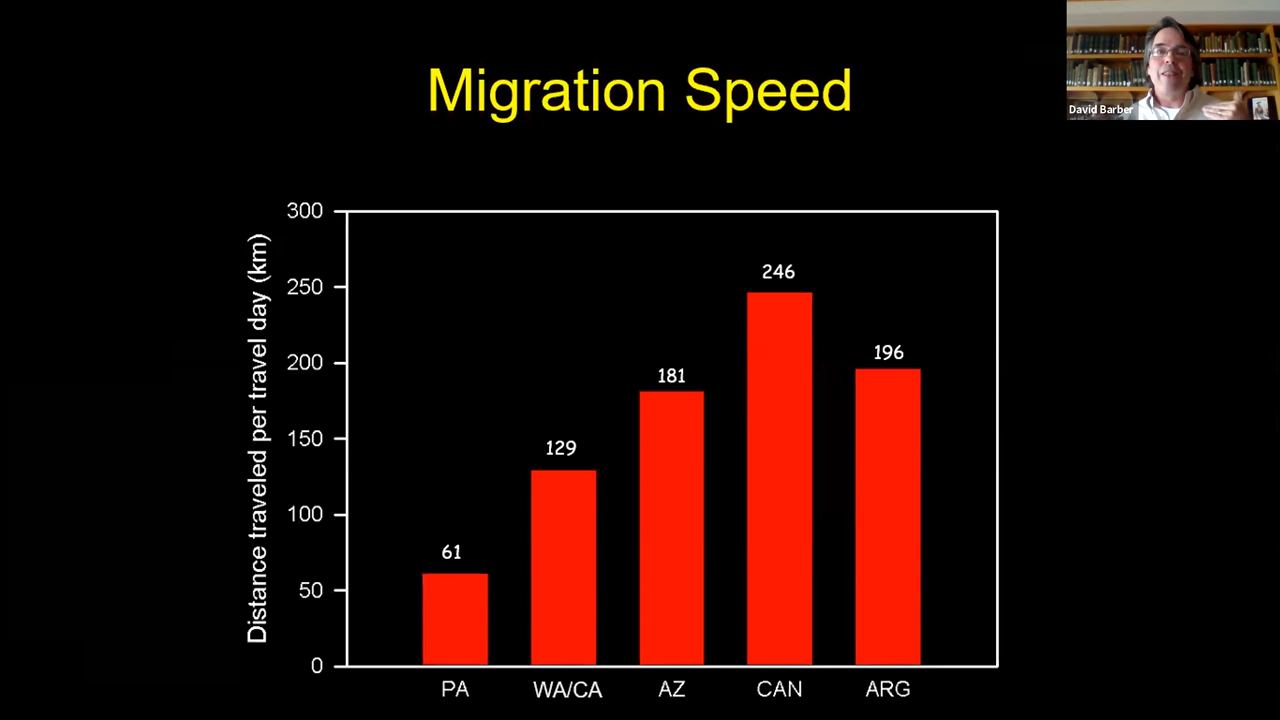 Migration Speed
David Barber
Distance traveled per travel day (km)
300
250
200
150
100
50
0
61
129
181
246
196
PA
WA/CA
AZ
CAN
ARG